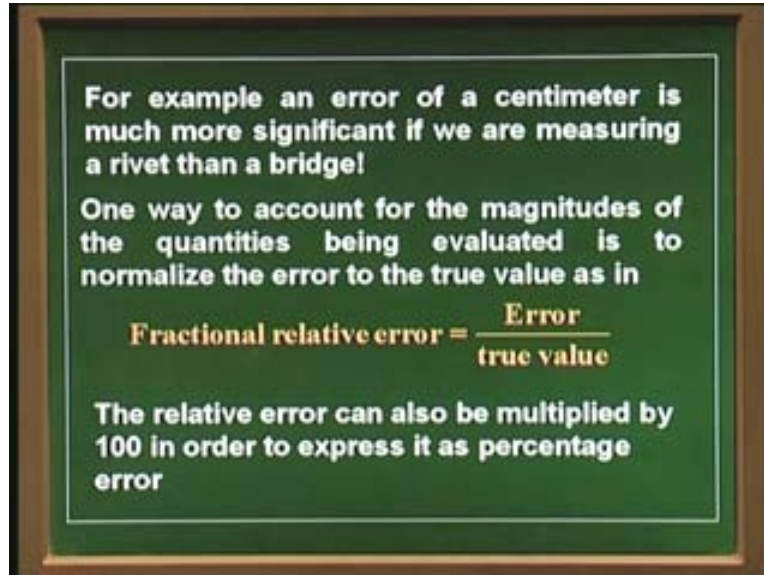 For example an error of a centimeter is
much more significant if we are measuring
a rivet than a bridge!
One way to account for the magnitudes of
the quantities being evaluated is to
normalize the error to the true value as in
Fractional relative error = Error / true value
The relative error can also be multiplied by
100 in order to express it as percentage
error